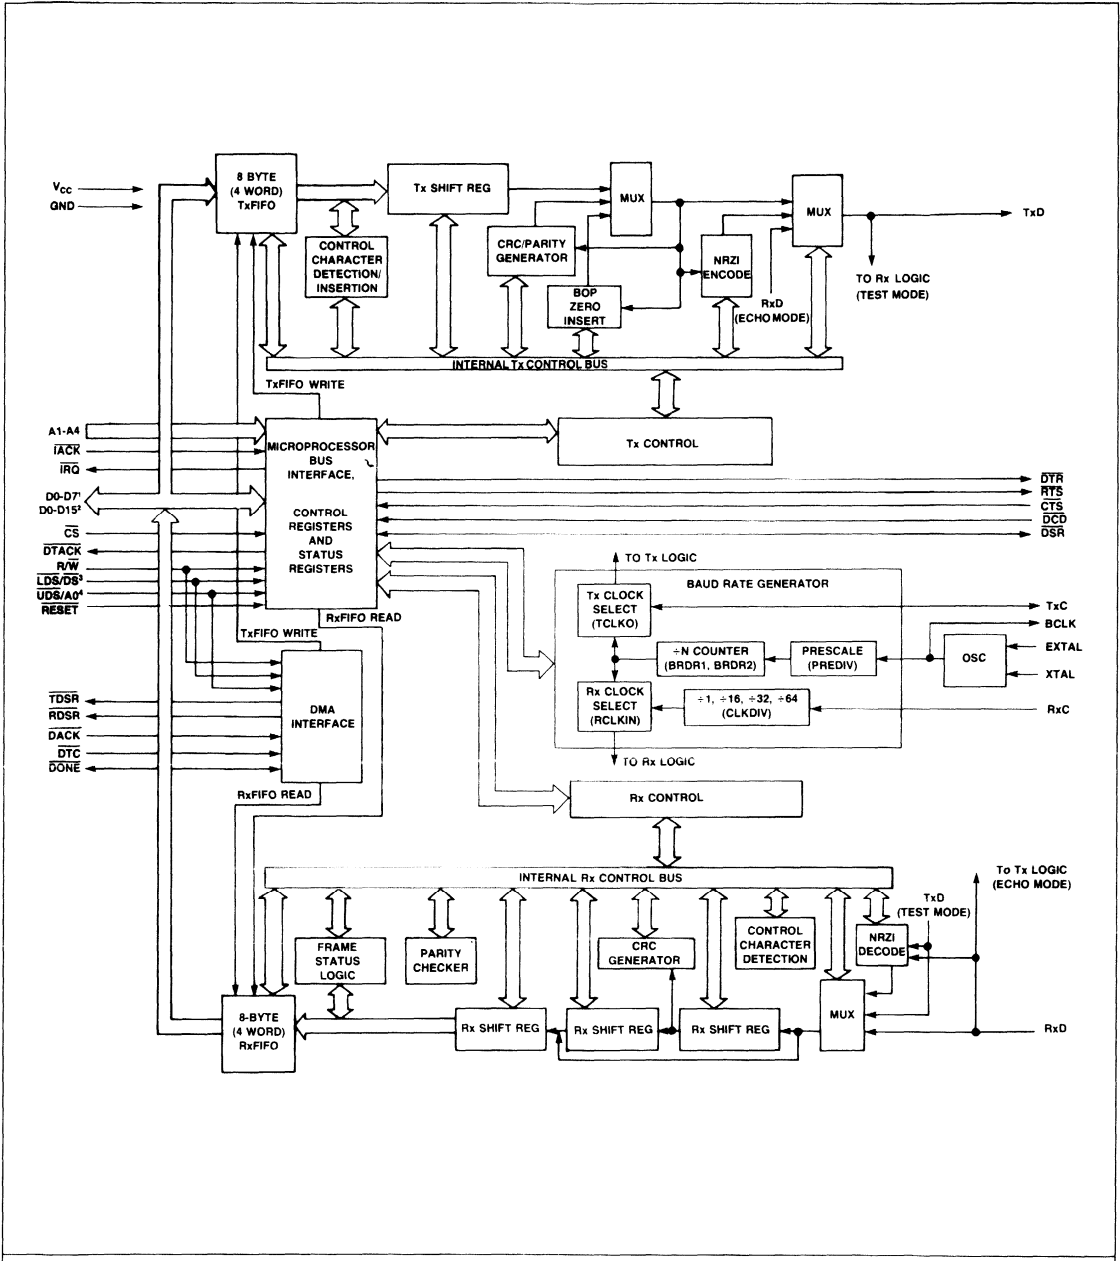 8 BYTE
(4 WORD)
TxFIFO
Tx SHIFT REG
MUX
MUX
VCC
GND
TxD
CONTROL
CHARACTER
DETECTION/
INSERTION
CRC/PARITY
GENERATOR
NRZI
ENCODE
BOP
ZERO
INSERT
RxD
(ECHO MODE)
TO Rx LOGIC
(TEST MODE)
INTERNAL Tx CONTROL BUS
TxFIFO WRITE
A1-A4
IACK
IRQ
D0-D7¹
D0-D15²
CS
DTACK
R/W
LDS/DS³
UDS/A0⁴
RESET
MICROPROCESSOR
BUS
INTERFACE,
CONTROL
REGISTERS
AND
STATUS
REGISTERS
Tx CONTROL
DTR
RTS
CTS
DCD
DSR
TO Tx LOGIC
BAUD RATE GENERATOR
Tx CLOCK
SELECT
(TCLKO)
TxC
BCLK
÷N COUNTER
(BRDR1, BRDR2)
PRESCALE
(PREDIV)
OSC
EXTAL
XTAL
Rx CLOCK
SELECT
(RCLKIN)
÷1, ÷16, ÷32, ÷64
(CLKDIV)
RxC
TO Rx LOGIC
RxFIFO READ
TxFIFO WRITE
DMA
INTERFACE
TDSR
RDSR
DACK
DTC
DONE
RxFIFO READ
Rx CONTROL
INTERNAL Rx CONTROL BUS
To Tx LOGIC
(ECHO MODE)
TxD
(TEST MODE)
FRAME
STATUS
LOGIC
PARITY
CHECKER
CRC
GENERATOR
CONTROL
CHARACTER
DETECTION
NRZI
DECODE
8-BYTE
(4 WORD)
RxFIFO
Rx SHIFT REG
Rx SHIFT REG
Rx SHIFT REG
MUX
RxD